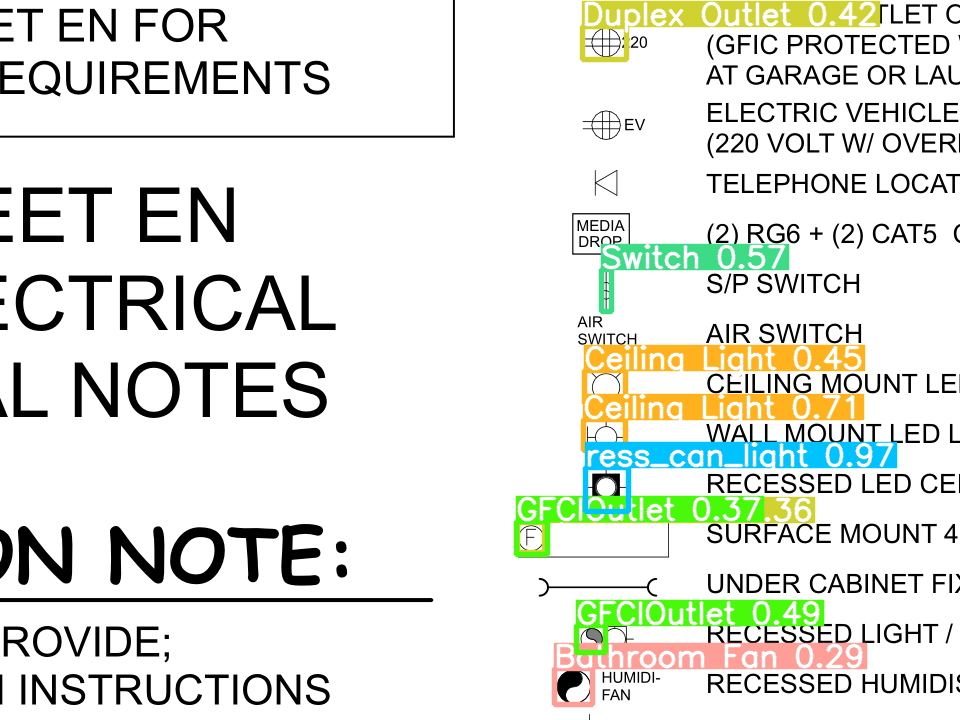 ET EN FOR
EQUIREMENTS
EET EN
ECTRICAL
AL NOTES
ON NOTE:
ROVIDE;
INSTRUCTIONS
Duplex Outlet 0.42
TLET
220
(GFIC PROTECTED
AT GARAGE OR LAU
EV
ELECTRIC VEHICLE
(220 VOLT W/ OVER
TELEPHONE LOCAT
MEDIA
DROP
(2) RG6 + (2) CAT5
Switch 0.57
S/P SWITCH
AIR
SWITCH
AIR SWITCH
Ceiling Light 0.45
CEILING MOUNT LE
Ceiling Light 0.71
WALL MOUNT LED L
ress_can_light 0.97
RECESSED LED CE
GFCIOutlet 0.37.36
F
SURFACE MOUNT 4
UNDER CABINET FIX
GFCIOutlet 0.49
RECESSED LIGHT /
Bathroom Fan 0.29
HUMIDI-
FAN
RECESSED HUMIDIS